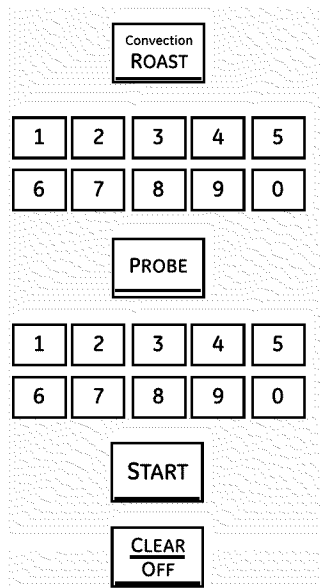 Convection
ROAST
1 2 3 4 5
6 7 8 9 0
PROBE
1 2 3 4 5
6 7 8 9 0
START
CLEAR
OFF